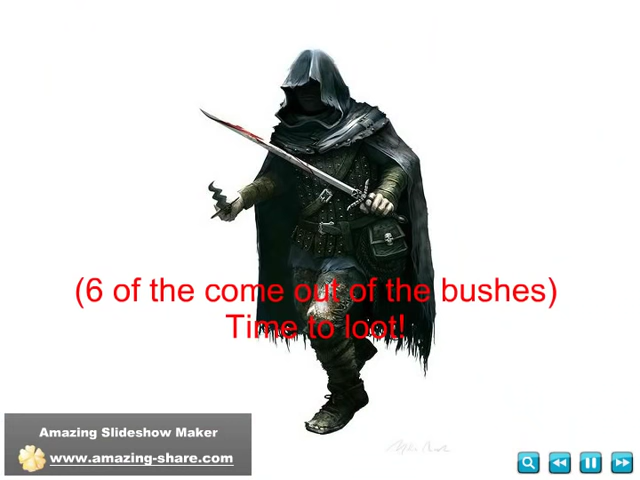 (6 of the come out of the bushes)
Time to loot!
Amazing Slideshow Maker
www.amazing-share.com